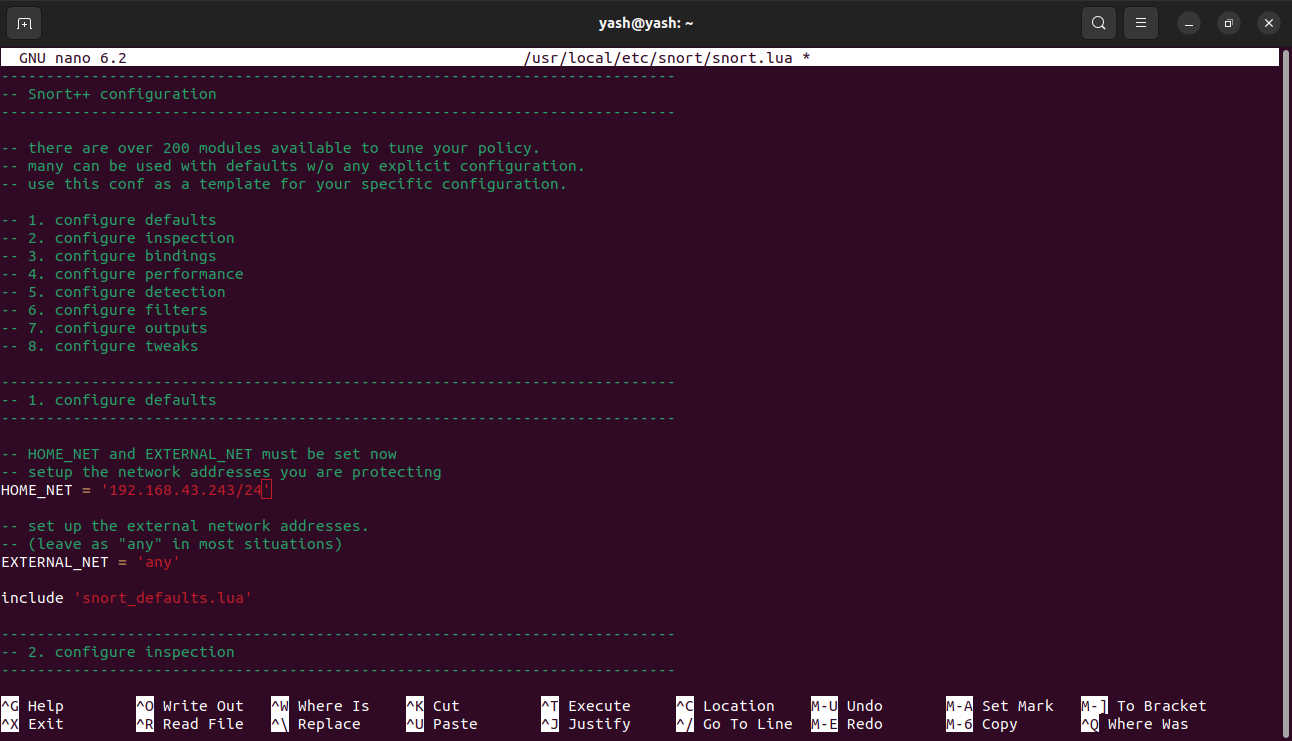 yash@yash: ~
GNU nano 6.2 /usr/local/etc/snort/snort.lua *
---------------------------------------------------------------------------
-- Snort++ configuration
---------------------------------------------------------------------------
-- there are over 200 modules available to tune your policy.
-- many can be used with defaults w/o any explicit configuration.
-- use this conf as a template for your specific configuration.
-- 1. configure defaults
-- 2. configure inspection
-- 3. configure bindings
-- 4. configure performance
-- 5. configure detection
-- 6. configure filters
-- 7. configure outputs
-- 8. configure tweaks
---------------------------------------------------------------------------
-- 1. configure defaults
---------------------------------------------------------------------------
-- HOME_NET and EXTERNAL_NET must be set now
-- setup the network addresses you are protecting
HOME_NET = '192.168.43.243/24'
-- set up the external network addresses.
-- (leave as "any" in most situations)
EXTERNAL_NET = 'any'
include 'snort_defaults.lua'
---------------------------------------------------------------------------
-- 2. configure inspection
---------------------------------------------------------------------------
^G Help ^O Write Out ^W Where Is ^K Cut ^T Execute ^C Location M-U Undo M-A Set Mark M-] To Bracket
^X Exit ^R Read File ^\ Replace ^U Paste ^J Justify ^/ Go To Line M-E Redo M-6 Copy ^Q Where Was